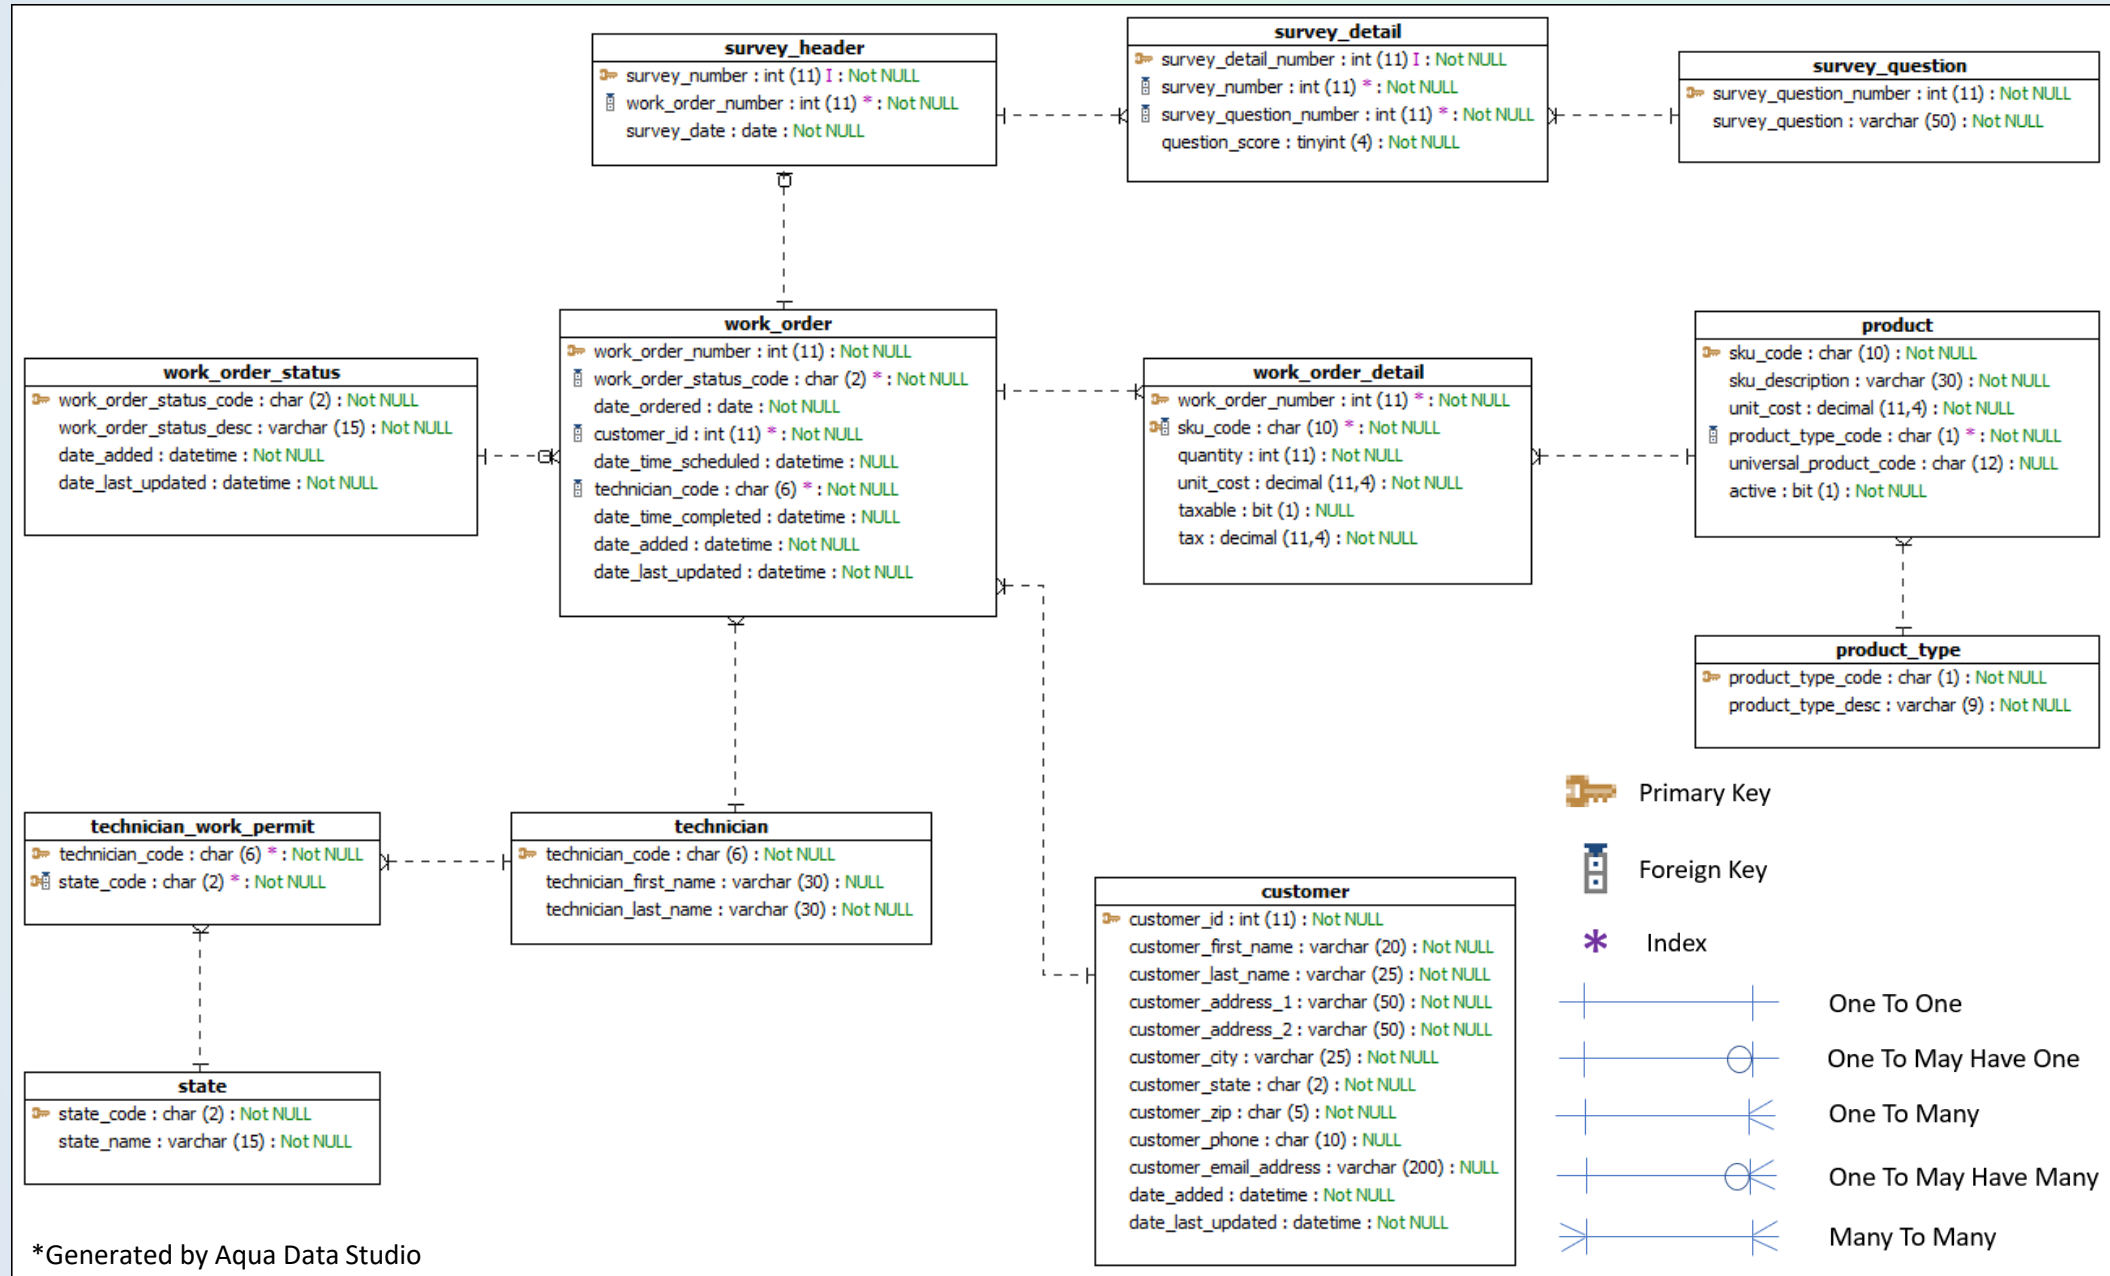 survey_header
survey_number : int (11) I : Not NULL
work_order_number : int (11) * : Not NULL
survey_date : date : Not NULL
survey_detail
survey_detail_number : int (11) I : Not NULL
survey_number : int (11) * : Not NULL
survey_question_number : int (11) * : Not NULL
question_score : tinyint (4) : Not NULL
survey_question
survey_question_number : int (11) : Not NULL
survey_question : varchar (50) : Not NULL
work_order_status
work_order_status_code : char (2) : Not NULL
work_order_status_desc : varchar (15) : Not NULL
date_added : datetime : Not NULL
date_last_updated : datetime : Not NULL
work_order
work_order_number : int (11) : Not NULL
work_order_status_code : char (2) * : Not NULL
date_ordered : date : Not NULL
customer_id : int (11) * : Not NULL
date_time_scheduled : datetime : NULL
technician_code : char (6) * : Not NULL
date_time_completed : datetime : NULL
date_added : datetime : Not NULL
date_last_updated : datetime : Not NULL
work_order_detail
work_order_number : int (11) * : Not NULL
sku_code : char (10) * : Not NULL
quantity : int (11) : Not NULL
unit_cost : decimal (11,4) : Not NULL
taxable : bit (1) : NULL
tax : decimal (11,4) : Not NULL
product
sku_code : char (10) : Not NULL
sku_description : varchar (30) : Not NULL
unit_cost : decimal (11,4) : Not NULL
product_type_code : char (1) * : Not NULL
universal_product_code : char (12) : NULL
active : bit (1) : Not NULL
product_type
product_type_code : char (1) : Not NULL
product_type_desc : varchar (9) : Not NULL
technician_work_permit
technician_code : char (6) * : Not NULL
state_code : char (2) * : Not NULL
technician
technician_code : char (6) : Not NULL
technician_first_name : varchar (30) : NULL
technician_last_name : varchar (30) : Not NULL
customer
customer_id : int (11) : Not NULL
customer_first_name : varchar (20) : Not NULL
customer_last_name : varchar (25) : Not NULL
customer_address_1 : varchar (50) : Not NULL
customer_address_2 : varchar (50) : Not NULL
customer_city : varchar (25) : Not NULL
customer_state : char (2) : Not NULL
customer_zip : char (5) : Not NULL
customer_phone : char (10) : NULL
customer_email_address : varchar (200) : NULL
date_added : datetime : Not NULL
date_last_updated : datetime : Not NULL
state
state_code : char (2) : Not NULL
state_name : varchar (15) : Not NULL
Primary Key
Foreign Key
* Index
One To One
One To May Have One
One To Many
One To May Have Many
Many To Many
*Generated by Aqua Data Studio